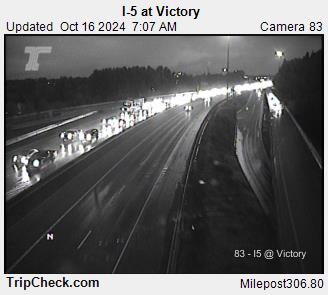 I-5 at Victory
Updated Oct 16 2024 7:07 AM Camera 83
T
N
83 - I5 @ Victory
TripCheck.com Milepost306.80